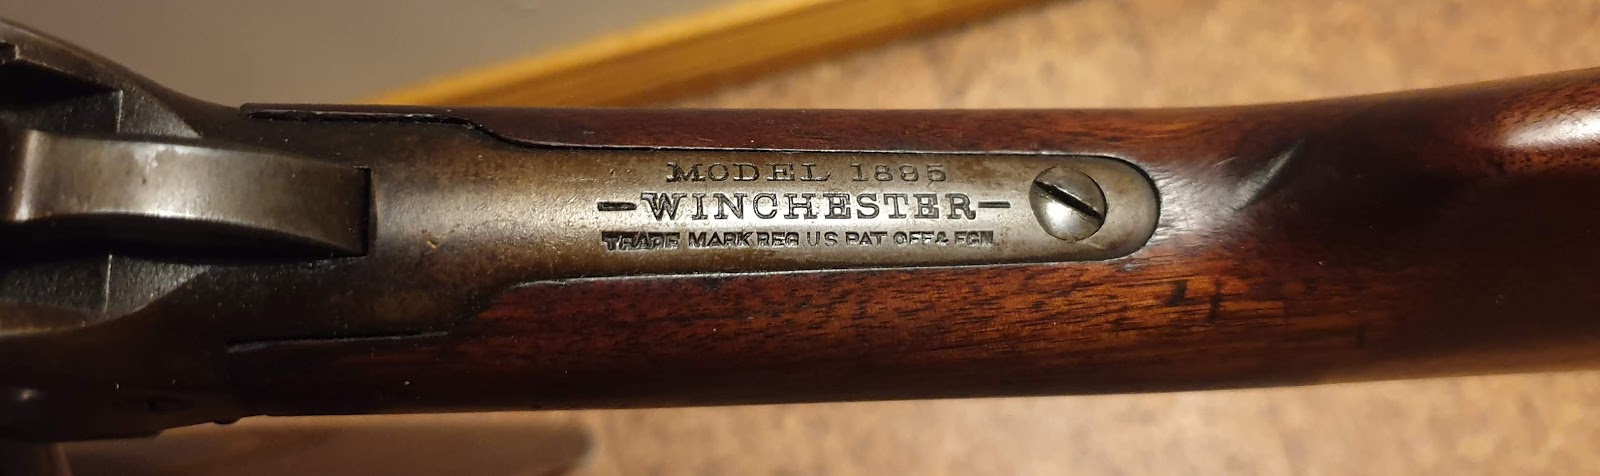 MODEL 1895
-WINCHESTER-
TRADE MARK REG US PAT OFF & FGN